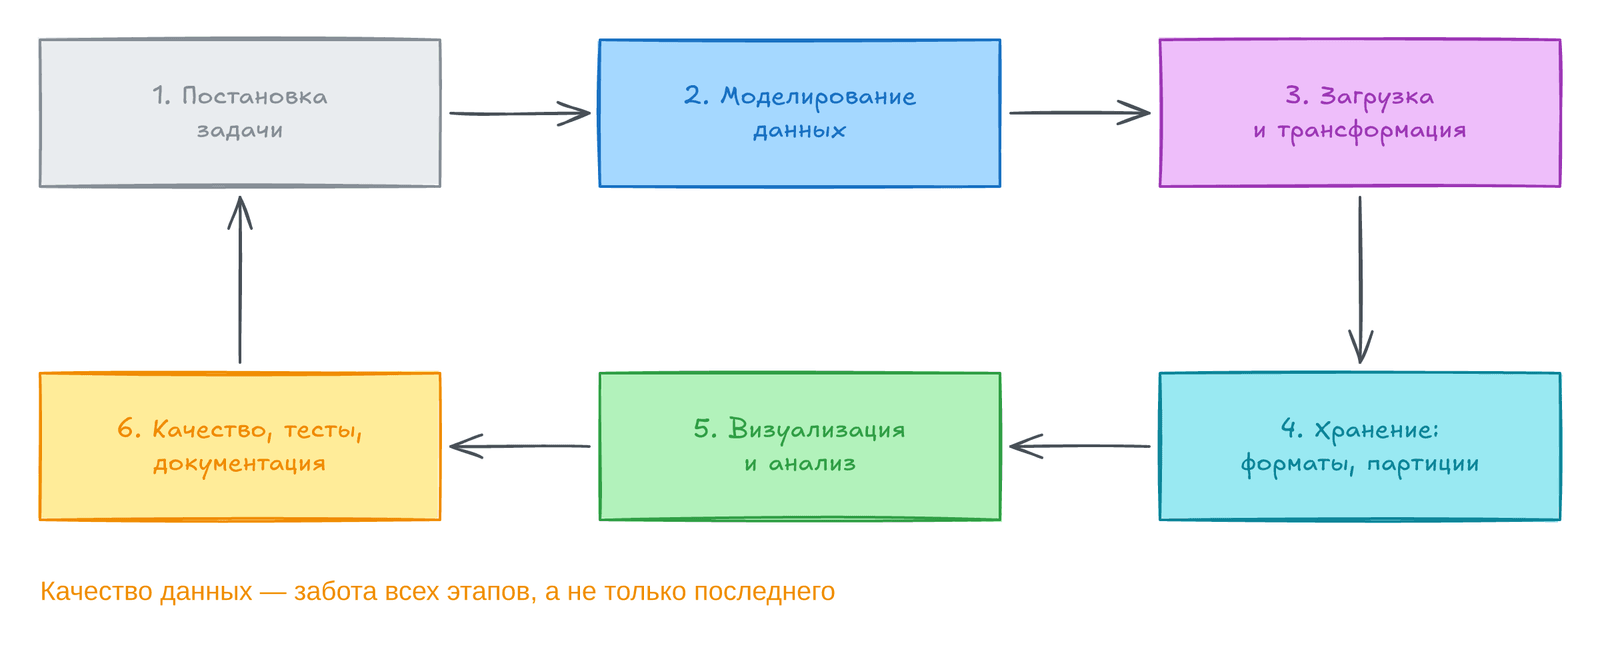 1. Постановка
задачи
2. Моделирование
данных
3. Загрузка
и трансформация
4. Хранение:
форматы, партиции
5. Визуализация
и анализ
6. Качество, тесты,
документация
Качество данных — забота всех этапов, а не только последнего